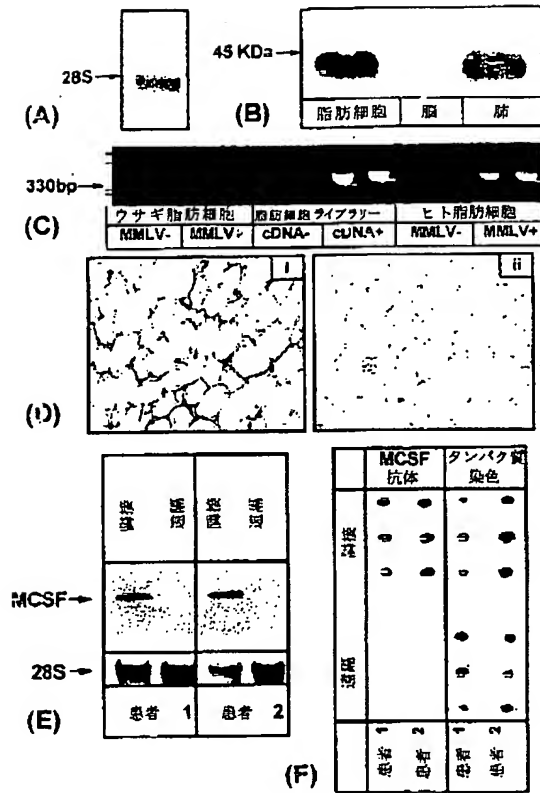 28S
(A)
45 KDa
(B)
脂肪細胞 脳 肺
330bp
(C)
ウサギ脂肪細胞 脂肪細胞ライブラリー ヒト脂肪細胞
MMLV- MMLV+ cDNA- cDNA+ MMLV- MMLV+
(D)
i
ii
隣接 遠隔 隣接 遠隔
MCSF
28S
患者 1 患者 2
(E)
MCSF 抗体
タンパク質 染色
隣接
遠隔
患者 1 患者 2 患者 1 患者 2
(F)